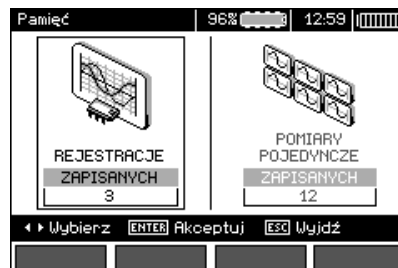 Pamięć 96% 12:59
REJESTRACJE
ZAPISANYCH
3
POMIARY
POJEDYNCZE
ZAPISANYCH
12
Wybierz ENTER Akceptuj ESC Wyjdź